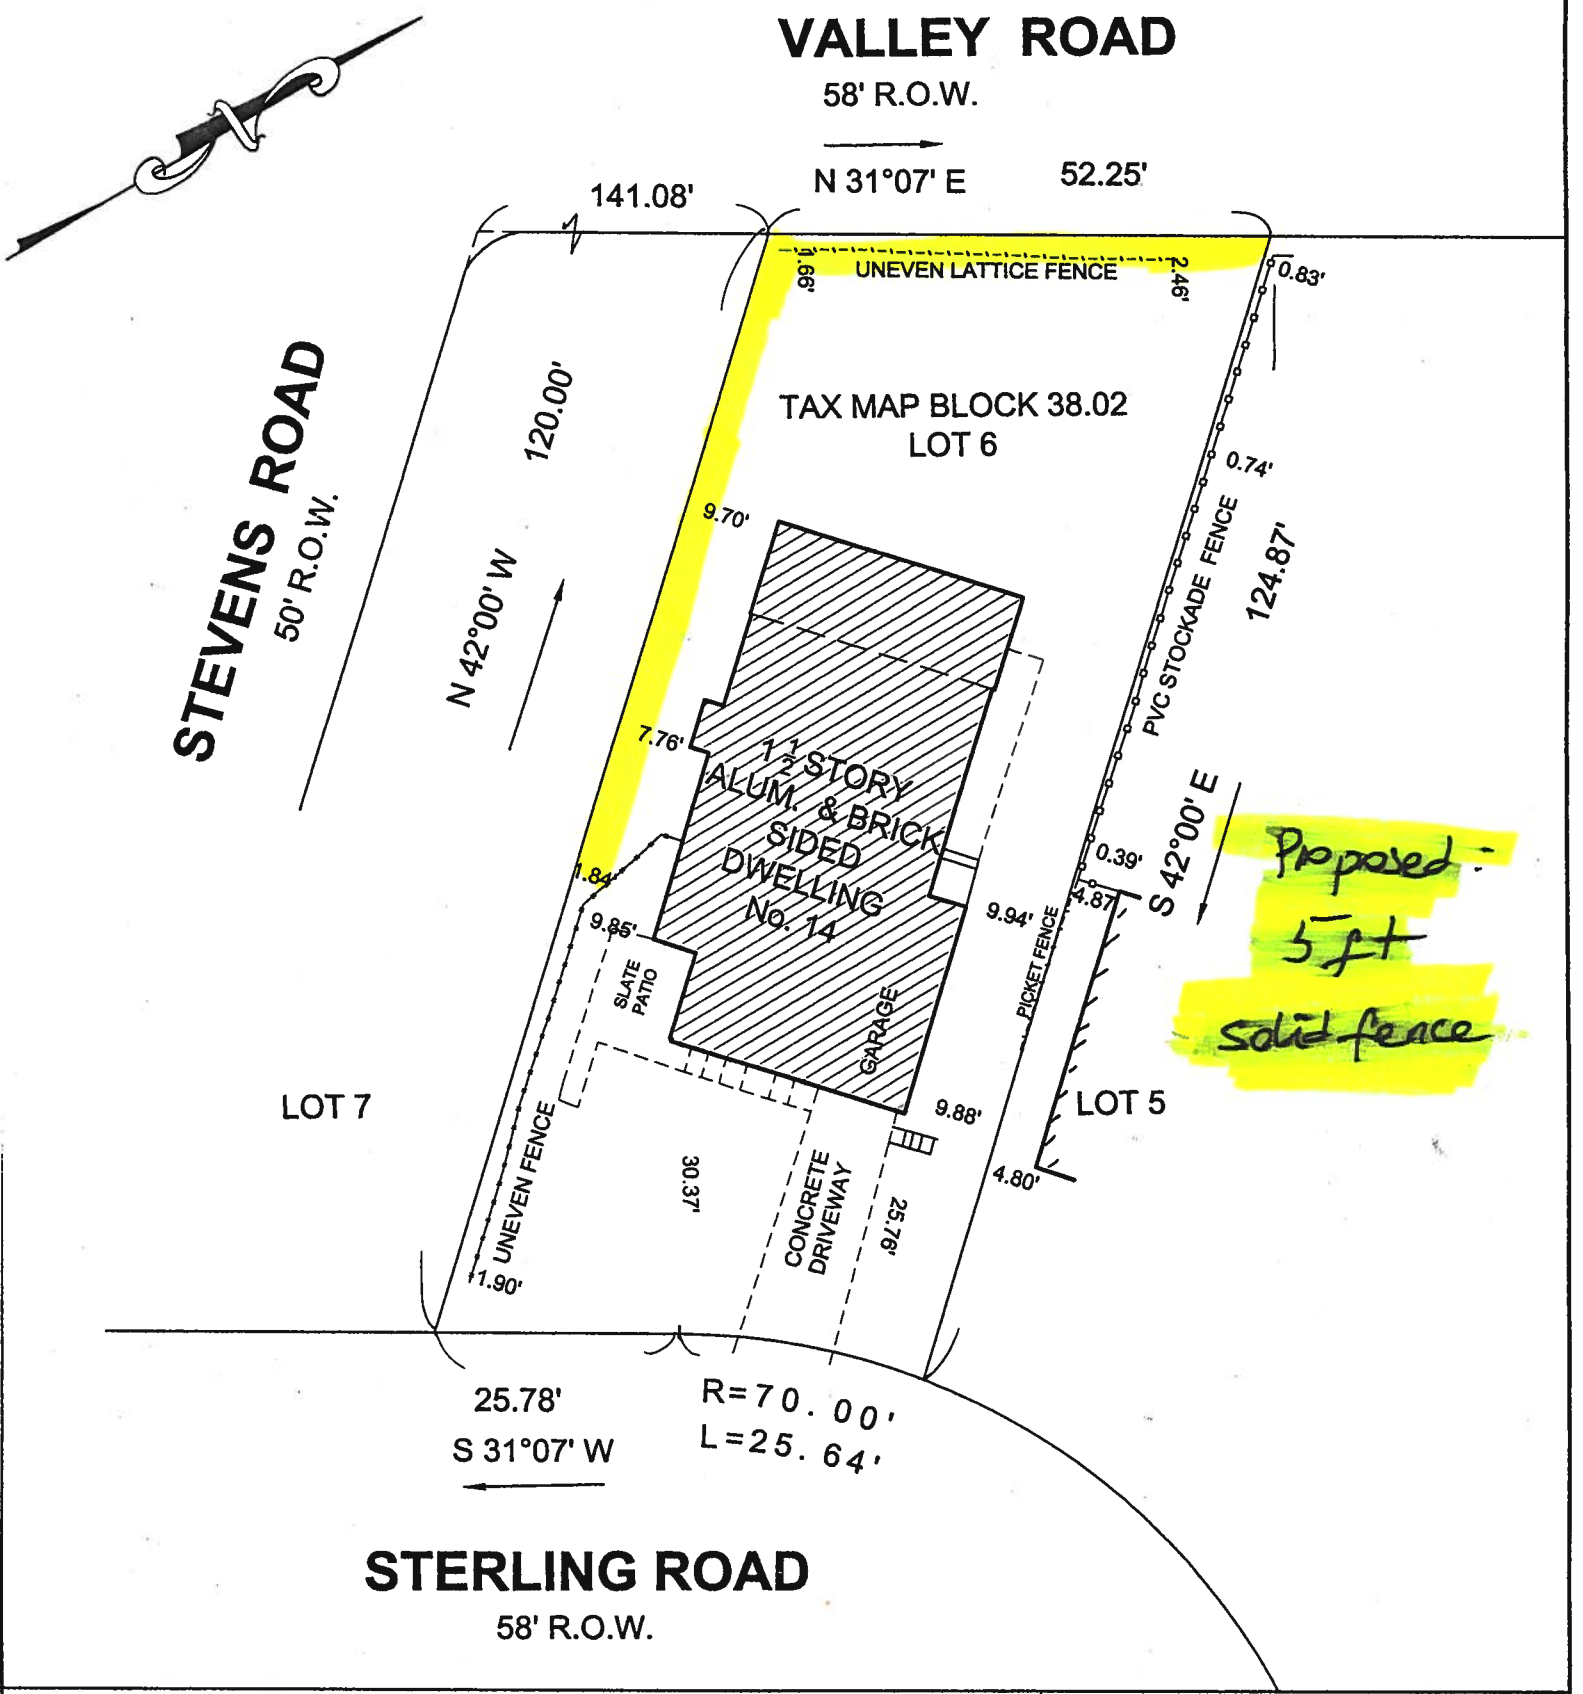 VALLEY ROAD
58' R.O.W.
N 31°07' E
52.25'
141.08'
1.66'
UNEVEN LATTICE FENCE
2.46'
0.83'
STEVENS ROAD
50' R.O.W.
120.00'
N 42°00' W
TAX MAP BLOCK 38.02
LOT 6
9.70'
0.74'
PVC STOCKADE FENCE
124.87'
7.76'
1 1/2 STORY
ALUM. & BRICK
SIDED
DWELLING
No. 14
GARAGE
0.39'
S 42°00' E
4.87'
Proposed:
5 ft
solid fence
1.84'
9.85'
SLATE
PATIO
9.94'
PICKET FENCE
LOT 7
UNEVEN FENCE
9.88'
LOT 5
30.37'
CONCRETE
DRIVEWAY
25.76'
4.80'
1.90'
25.78'
S 31°07' W
R=70.00'
L=25.64'
STERLING ROAD
58' R.O.W.